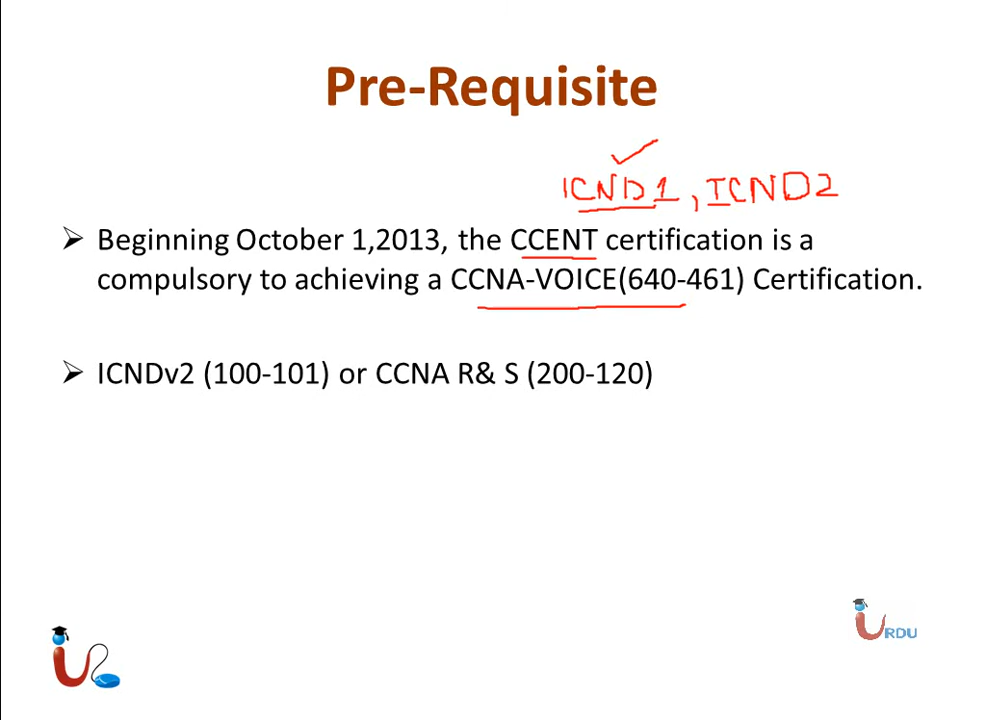 Pre-Requisite
ICND1, ICND2
➢ Beginning October 1,2013, the CCENT certification is a
compulsory to achieving a CCNA-VOICE(640-461) Certification.
➢ ICNDv2 (100-101) or CCNA R& S (200-120)
URDU